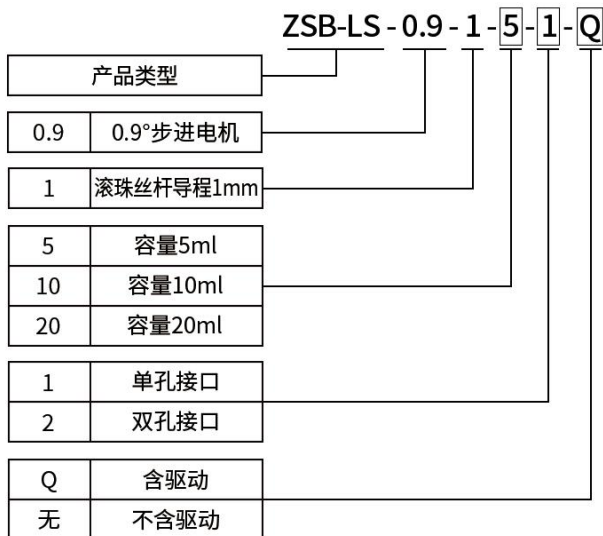 ZSB-LS-0.9-1-5-1-Q
产品类型
0.9 0.9°步进电机
1 滚珠丝杆导程1mm
5 容量5ml
10 容量10ml
20 容量20ml
1 单孔接口
2 双孔接口
Q 含驱动
无 不含驱动